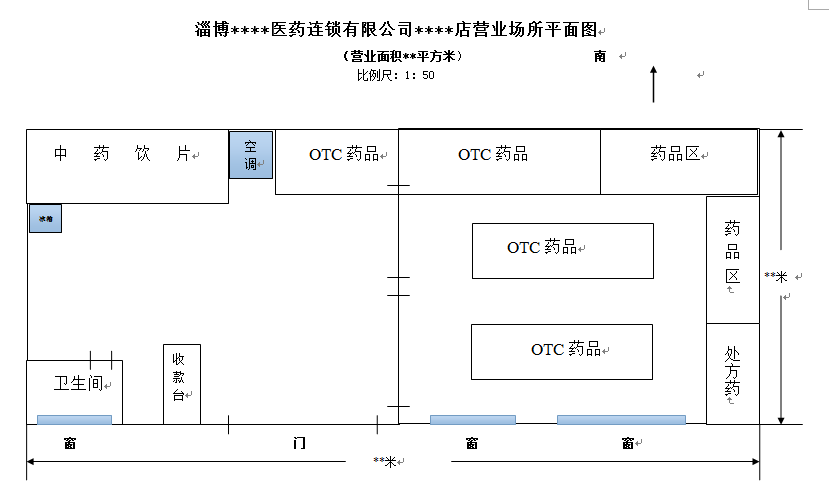 淄博****医药连锁有限公司****店营业场所平面图
（营业面积**平方米）
南
比例尺：1：50
中 药 饮 片
空调
OTC 药品
OTC 药品
药品区
冰箱
药品区
OTC 药品
**米
OTC 药品
收款台
处方药
卫生间
窗
门
窗
窗
**米